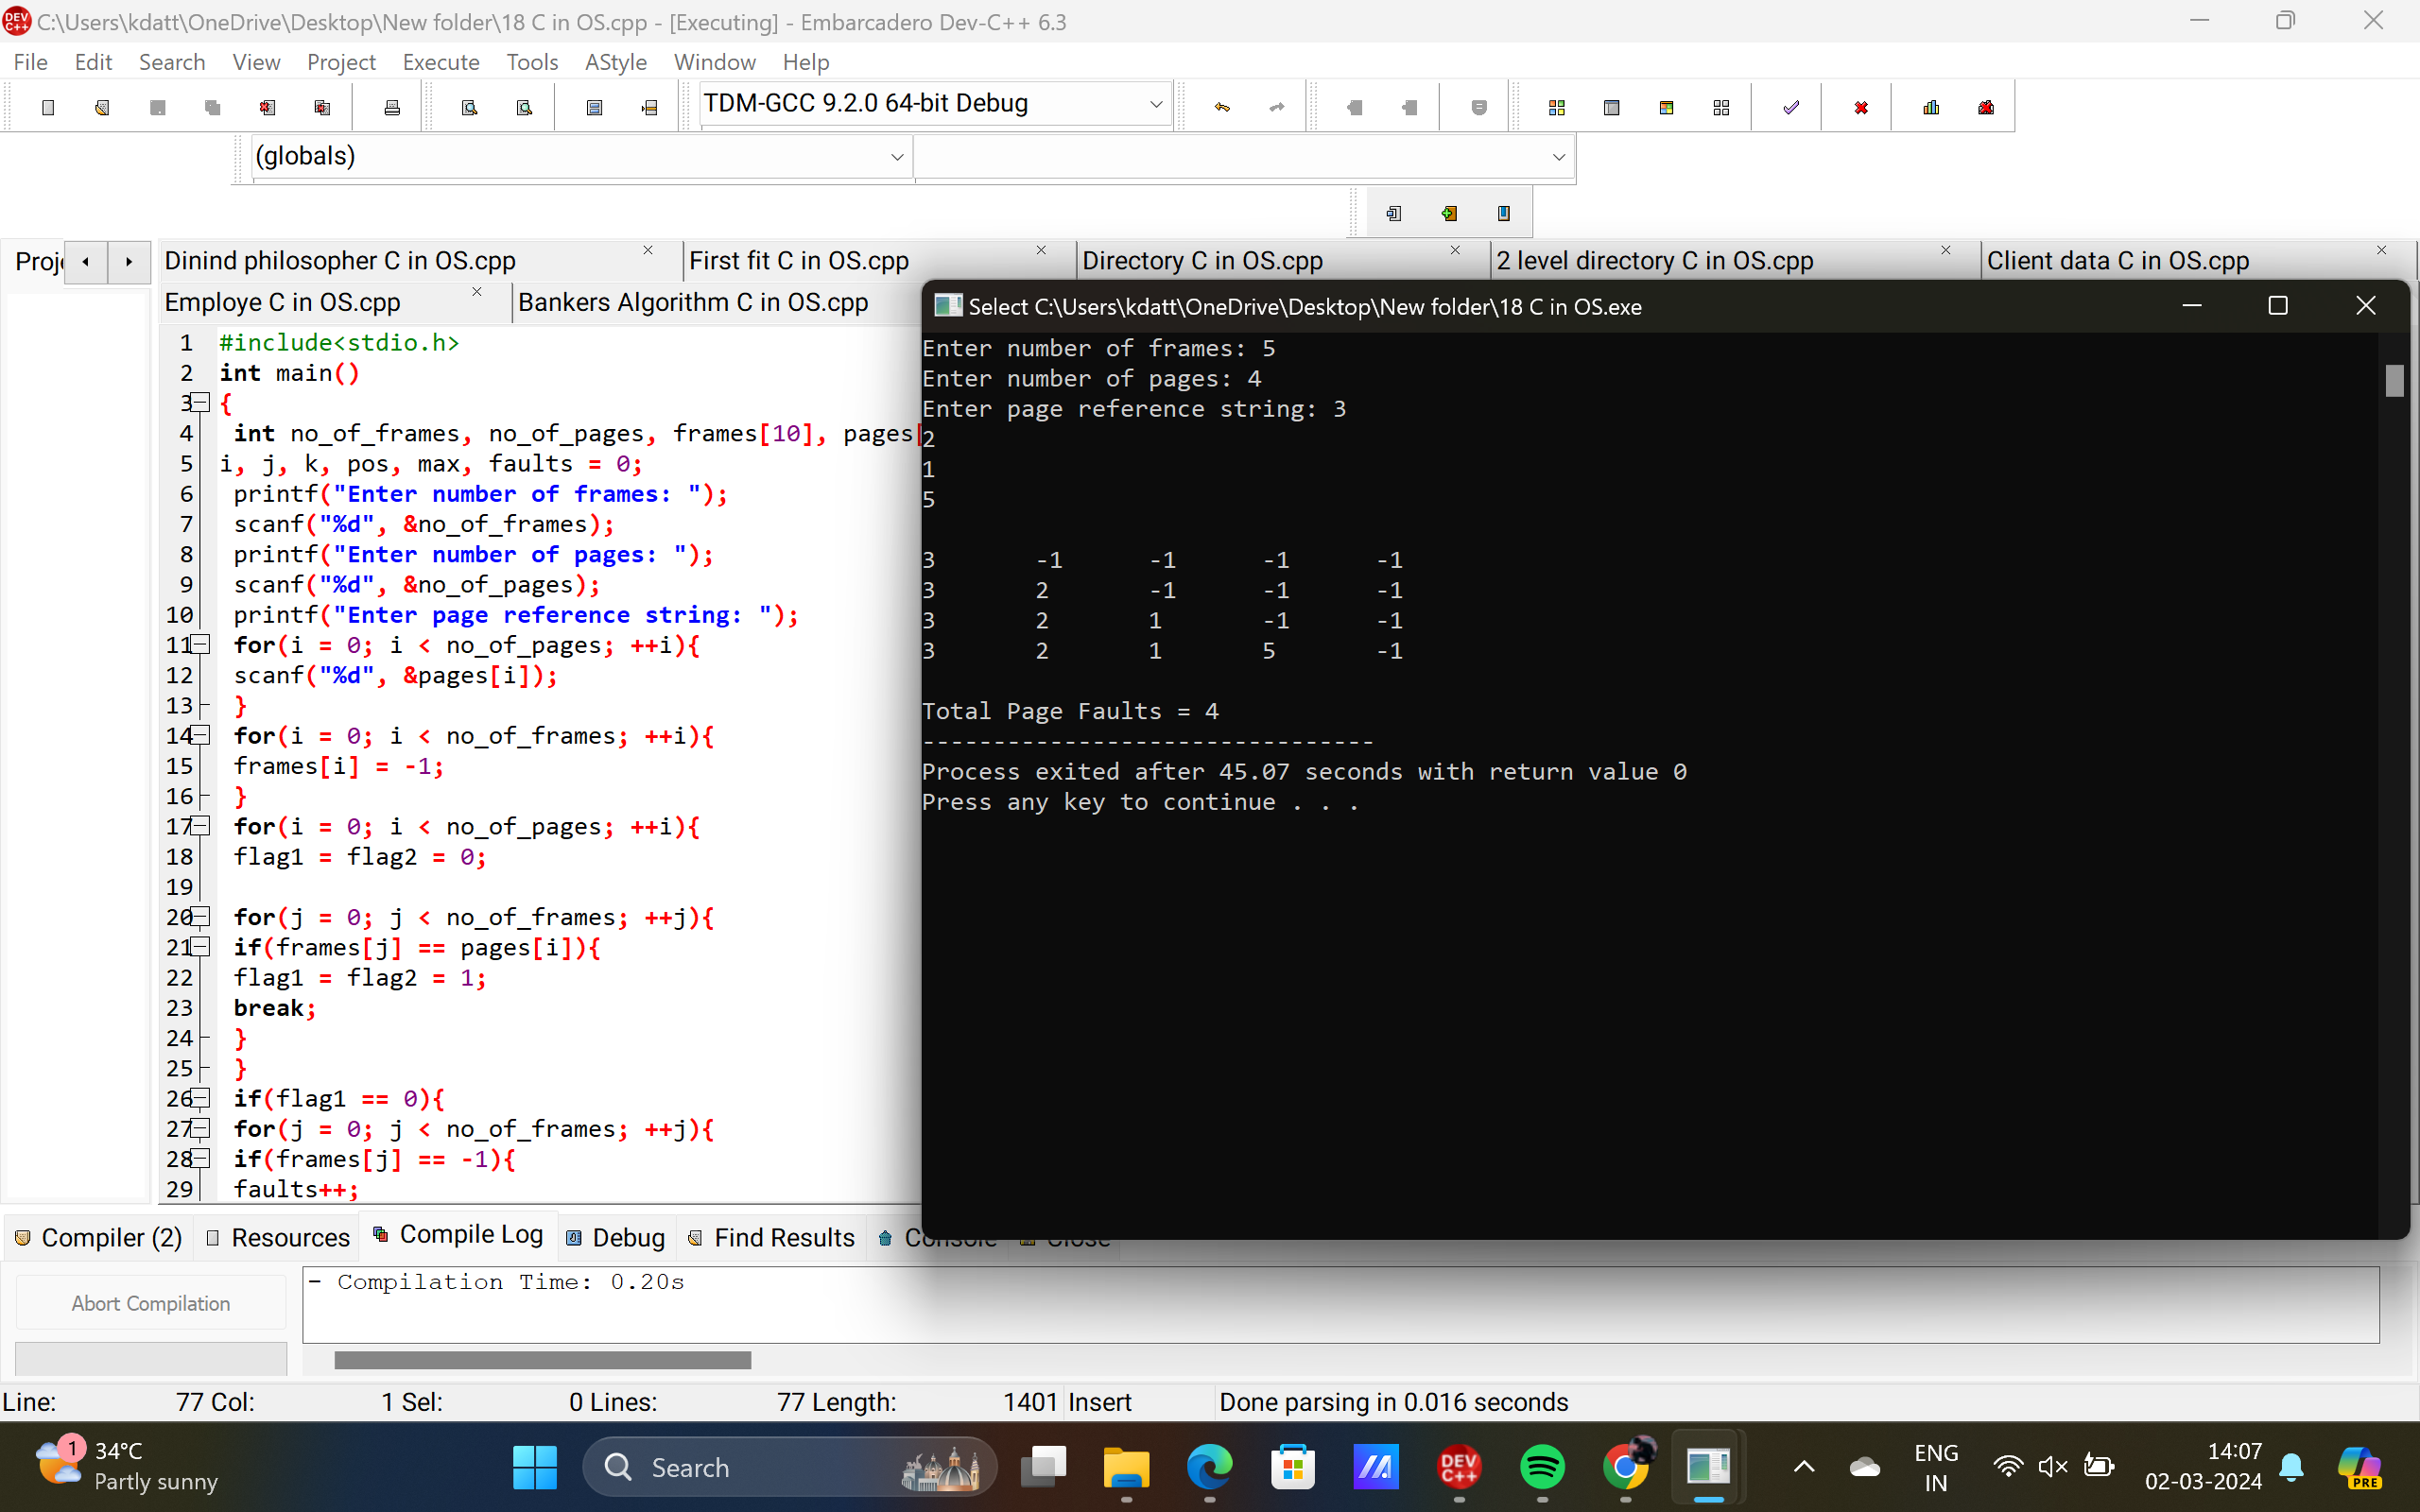 C:\Users\kdatt\OneDrive\Desktop\New folder\18 C in OS.cpp - [Executing] - Embarcadero Dev-C++ 6.3
File Edit Search View Project Execute Tools AStyle Window Help
TDM-GCC 9.2.0 64-bit Debug
(globals)
Proj
Dinind philosopher C in OS.cpp First fit C in OS.cpp Directory C in OS.cpp 2 level directory C in OS.cpp Client data C in OS.cpp
Employe C in OS.cpp Bankers Algorithm C in OS.cpp
1 #include<stdio.h>
2 int main()
3 {
4 int no_of_frames, no_of_pages, frames[10], pages[
5 i, j, k, pos, max, faults = 0;
6 printf("Enter number of frames: ");
7 scanf("%d", &no_of_frames);
8 printf("Enter number of pages: ");
9 scanf("%d", &no_of_pages);
10 printf("Enter page reference string: ");
11 for(i = 0; i < no_of_pages; ++i){
12 scanf("%d", &pages[i]);
13 }
14 for(i = 0; i < no_of_frames; ++i){
15 frames[i] = -1;
16 }
17 for(i = 0; i < no_of_pages; ++i){
18 flag1 = flag2 = 0;
19
20 for(j = 0; j < no_of_frames; ++j){
21 if(frames[j] == pages[i]){
22 flag1 = flag2 = 1;
23 break;
24 }
25 }
26 if(flag1 == 0){
27 for(j = 0; j < no_of_frames; ++j){
28 if(frames[j] == -1){
29 faults++;
Select C:\Users\kdatt\OneDrive\Desktop\New folder\18 C in OS.exe
Enter number of frames: 5
Enter number of pages: 4
Enter page reference string: 3
2
1
5
3 -1 -1 -1 -1
3 2 -1 -1 -1
3 2 1 -1 -1
3 2 1 5 -1
Total Page Faults = 4
--------------------------------
Process exited after 45.07 seconds with return value 0
Press any key to continue . . .
Compiler (2) Resources Compile Log Debug Find Results Console Close
Abort Compilation
- Compilation Time: 0.20s
Line: 77 Col: 1 Sel: 0 Lines: 77 Length: 1401 Insert Done parsing in 0.016 seconds
1 34°C
Partly sunny
Search
DEV C++
ENG
IN
14:07
02-03-2024
PRE